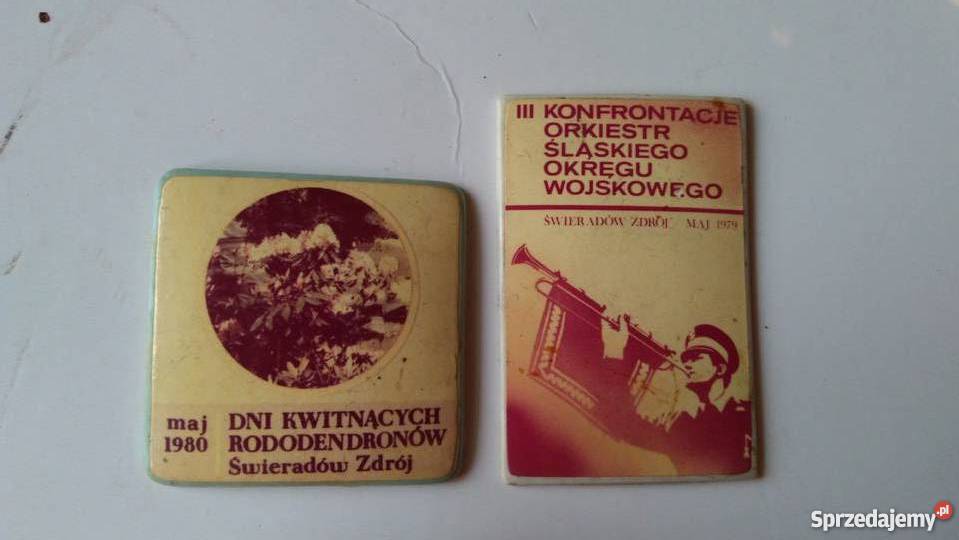 maj
1980
DNI KWITNĄCYCH
RODODENDRONÓW
Świeradów Zdrój
III KONFRONTACJE
ORKIESTR
ŚLĄSKIEGO
OKRĘGU
WOJSKOWEGO
ŚWIERADÓW ZDRÓJ MAJ 1979
Sprzedajemy.pl